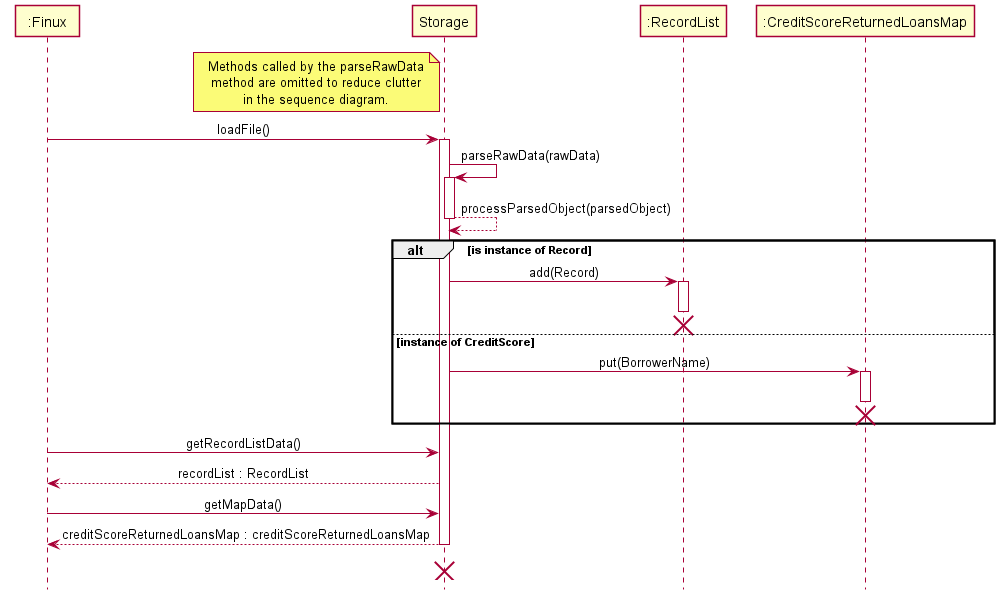 :Finux
Storage
:RecordList
:CreditScoreReturnedLoansMap
Methods called by the parseRawData
method are omitted to reduce clutter
in the sequence diagram.
loadFile()
parseRawData(rawData)
processParsedObject(parsedObject)
alt
[is instance of Record]
add(Record)
[instance of CreditScore]
put(BorrowerName)
getRecordListData()
recordList : RecordList
getMapData()
creditScoreReturnedLoansMap : creditScoreReturnedLoansMap